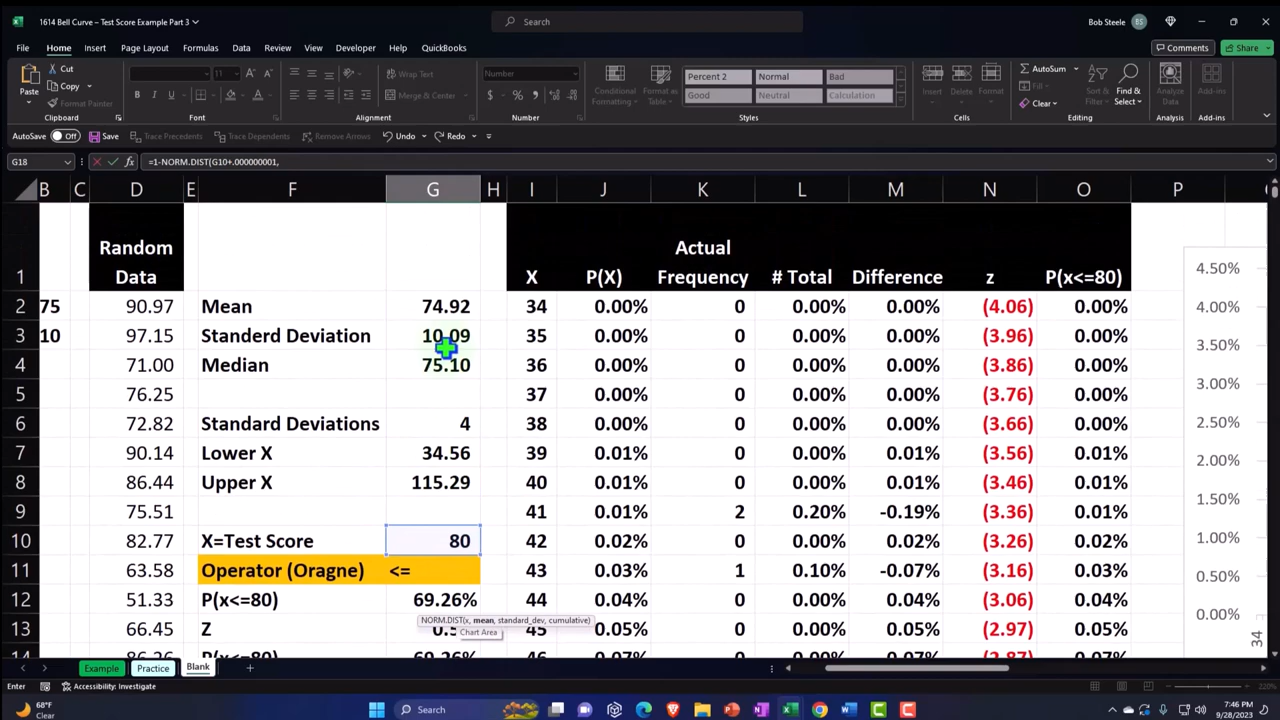 1614 Bell Curve – Test Score Example Part 3
Search
Bob Steele
BS
File Home Insert Page Layout Formulas Data Review View Developer Help QuickBooks
Comments
Share
Paste
Cut
Copy
Format Painter
Clipboard
11
Font
Wrap Text
Merge & Center
Alignment
Number
Number
Conditional Formatting
Format as Table
Percent 2 Normal Bad
Good Neutral Calculation
Styles
Insert Delete Format
Cells
AutoSum
Fill
Clear
Sort & Filter
Find & Select
Editing
Analyze Data
Analysis
Add-ins
Add-ins
AutoSave Off Save Trace Precedents Trace Dependents Remove Arrows Undo Redo
G18 fx =1-NORM.DIST(G10+.000000001,
B C D E F G H I J K L M N O P
1 Random Data X P(X) Actual Frequency # Total Difference z P(x<=80)
2 75 90.97 Mean 74.92 34 0.00% 0 0.00% 0.00% (4.06) 0.00%
3 10 97.15 Standerd Deviation 10.09 35 0.00% 0 0.00% 0.00% (3.96) 0.00%
4 71.00 Median 75.10 36 0.00% 0 0.00% 0.00% (3.86) 0.00%
5 76.25 37 0.00% 0 0.00% 0.00% (3.76) 0.00%
6 72.82 Standard Deviations 4 38 0.00% 0 0.00% 0.00% (3.66) 0.00%
7 90.14 Lower X 34.56 39 0.01% 0 0.00% 0.01% (3.56) 0.01%
8 86.44 Upper X 115.29 40 0.01% 0 0.00% 0.01% (3.46) 0.01%
9 75.51 41 0.01% 2 0.20% -0.19% (3.36) 0.01%
10 82.77 X=Test Score 80 42 0.02% 0 0.00% 0.02% (3.26) 0.02%
11 63.58 Operator (Oragne) <= 43 0.03% 1 0.10% -0.07% (3.16) 0.03%
12 51.33 P(x<=80) 69.26% 44 0.04% 0 0.00% 0.04% (3.06) 0.04%
NORM.DIST(x, mean, standard_dev, cumulative)
13 66.45 Z 45 0.05% 0 0.00% 0.05% (2.97) 0.05%
Chart Area
4.50%
4.00%
3.50%
3.00%
2.50%
2.00%
1.50%
1.00%
0.50%
0.00%
34
Example Practice Blank
Enter Accessibility: Investigate
220%
68°F
Clear
Search
7:46 PM
9/28/2023